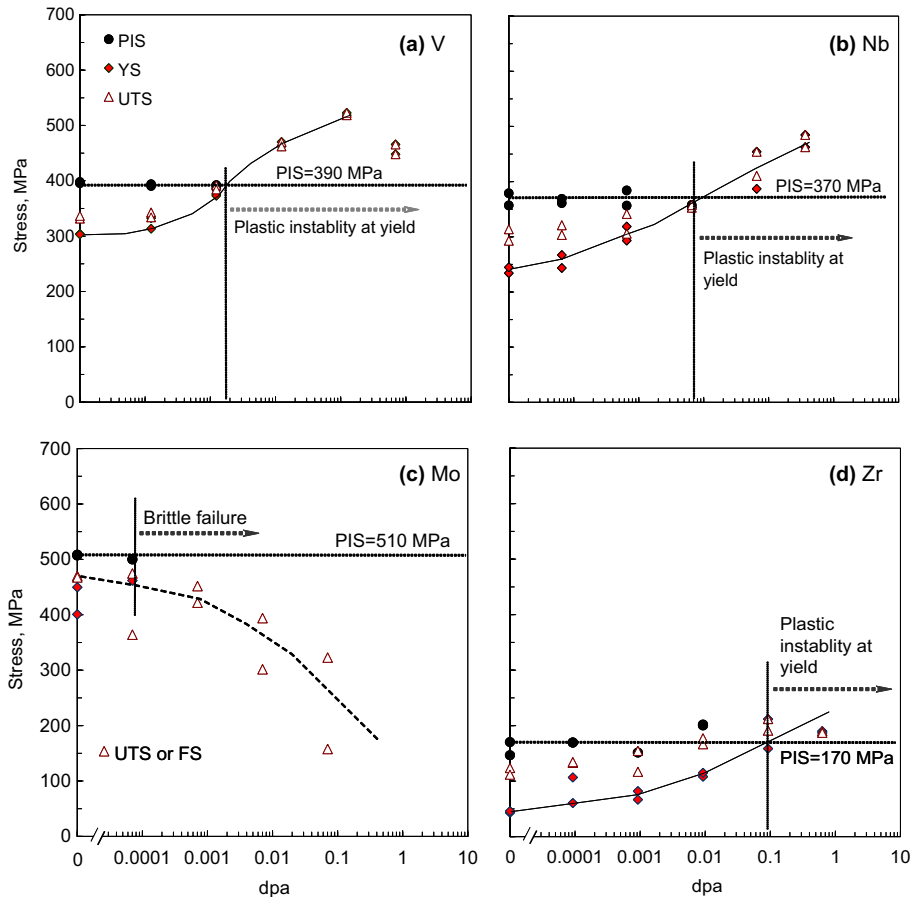 700
600
500
400
300
200
100
0
Stress, MPa
(a) V
PIS
YS
UTS
PIS=390 MPa
Plastic instablity at yield
(b) Nb
PIS=370 MPa
Plastic instablity at
yield
700
600
500
400
300
200
100
0
Stress, MPa
(c) Mo
Brittle failure
PIS=510 MPa
UTS or FS
0 0.0001 0.001 0.01 0.1 1 10
dpa
(d) Zr
Plastic
instablity at
yield
PIS=170 MPa
0 0.0001 0.001 0.01 0.1 1 10
dpa